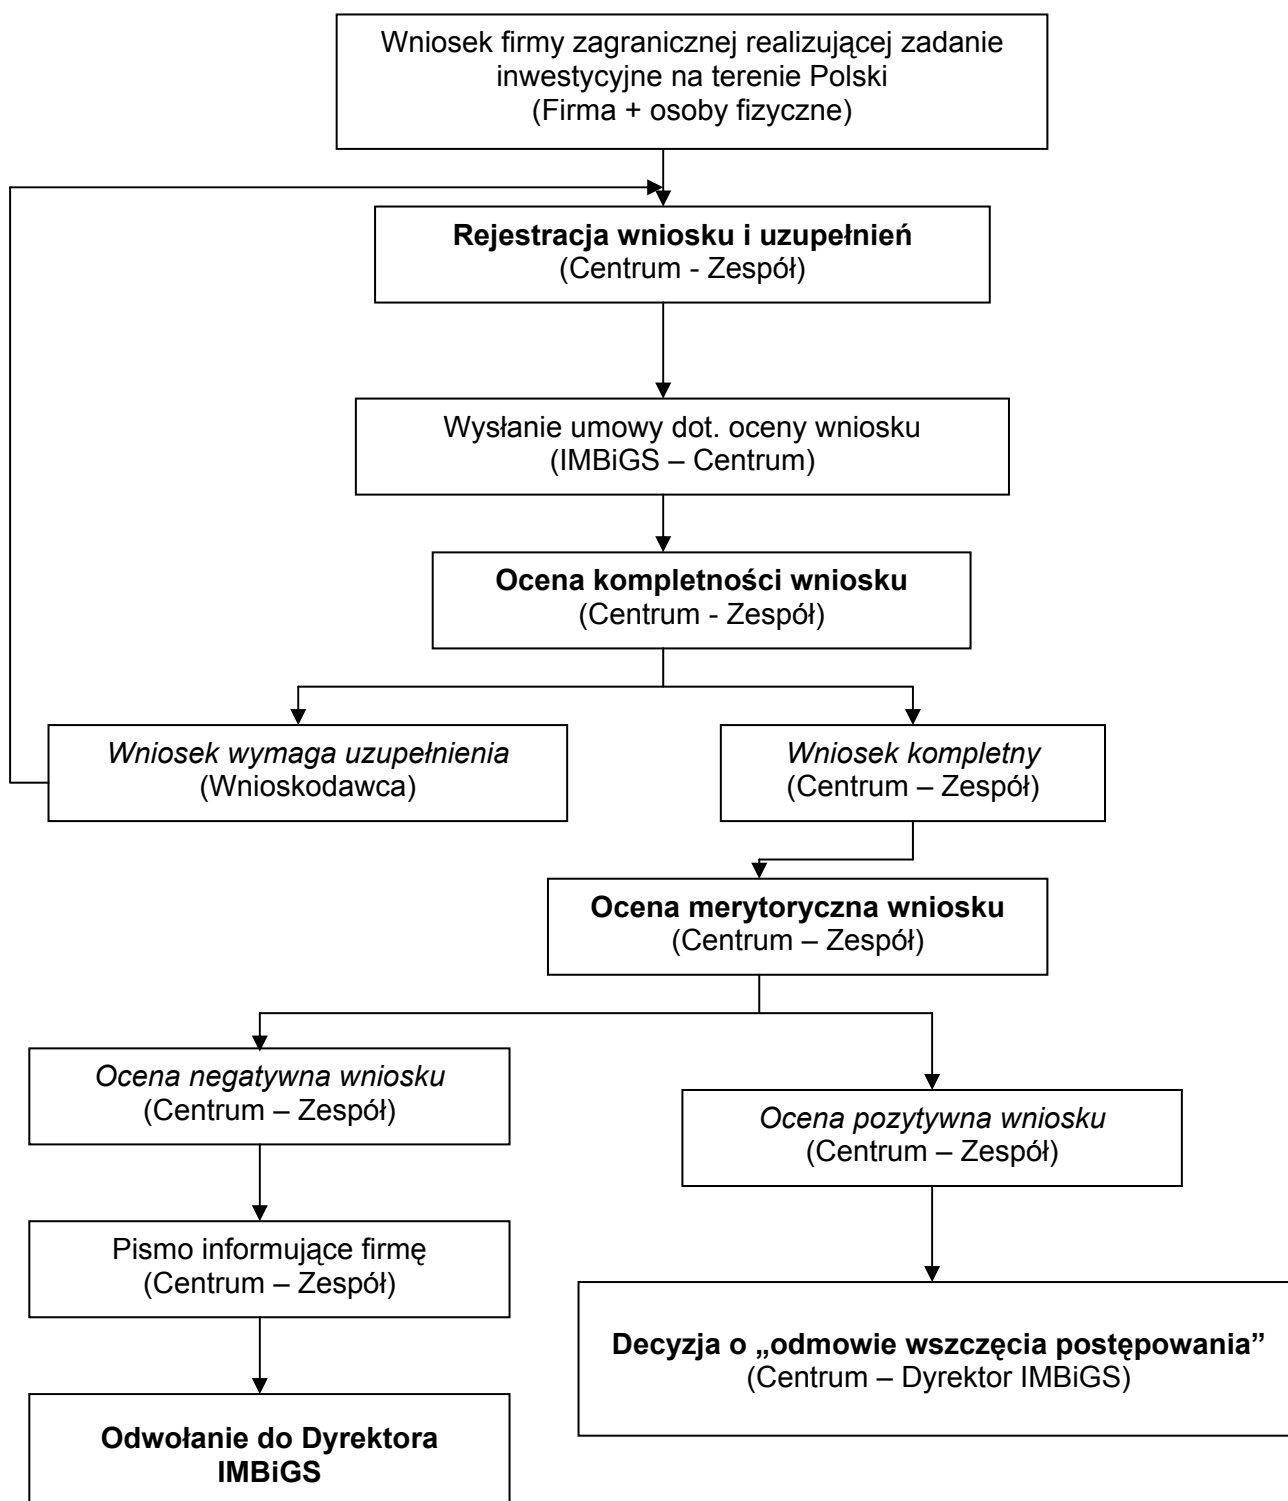 Wniosek firmy zagranicznej realizującej zadanie
inwestycyjne na terenie Polski
(Firma + osoby fizyczne)
Rejestracja wniosku i uzupełnień
(Centrum - Zespół)
Wysłanie umowy dot. oceny wniosku
(IMBiGS – Centrum)
Ocena kompletności wniosku
(Centrum - Zespół)
Wniosek wymaga uzupełnienia
(Wnioskodawca)
Wniosek kompletny
(Centrum – Zespół)
Ocena merytoryczna wniosku
(Centrum – Zespół)
Ocena negatywna wniosku
(Centrum – Zespół)
Ocena pozytywna wniosku
(Centrum – Zespół)
Pismo informujące firmę
(Centrum – Zespół)
Decyzja o „odmowie wszczęcia postępowania”
(Centrum – Dyrektor IMBiGS)
Odwołanie do Dyrektora
IMBiGS